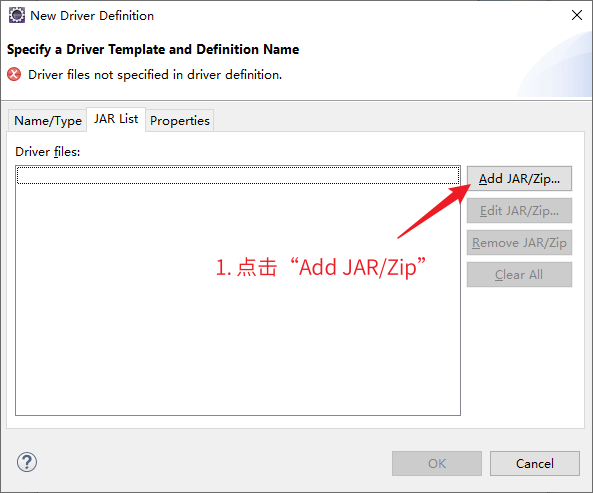 New Driver Definition
Specify a Driver Template and Definition Name
Driver files not specified in driver definition.
Name/Type
JAR List
Properties
Driver files:
Add JAR/Zip...
Edit JAR/Zip...
Remove JAR/Zip
Clear All
1. 点击“Add JAR/Zip”
?
OK
Cancel